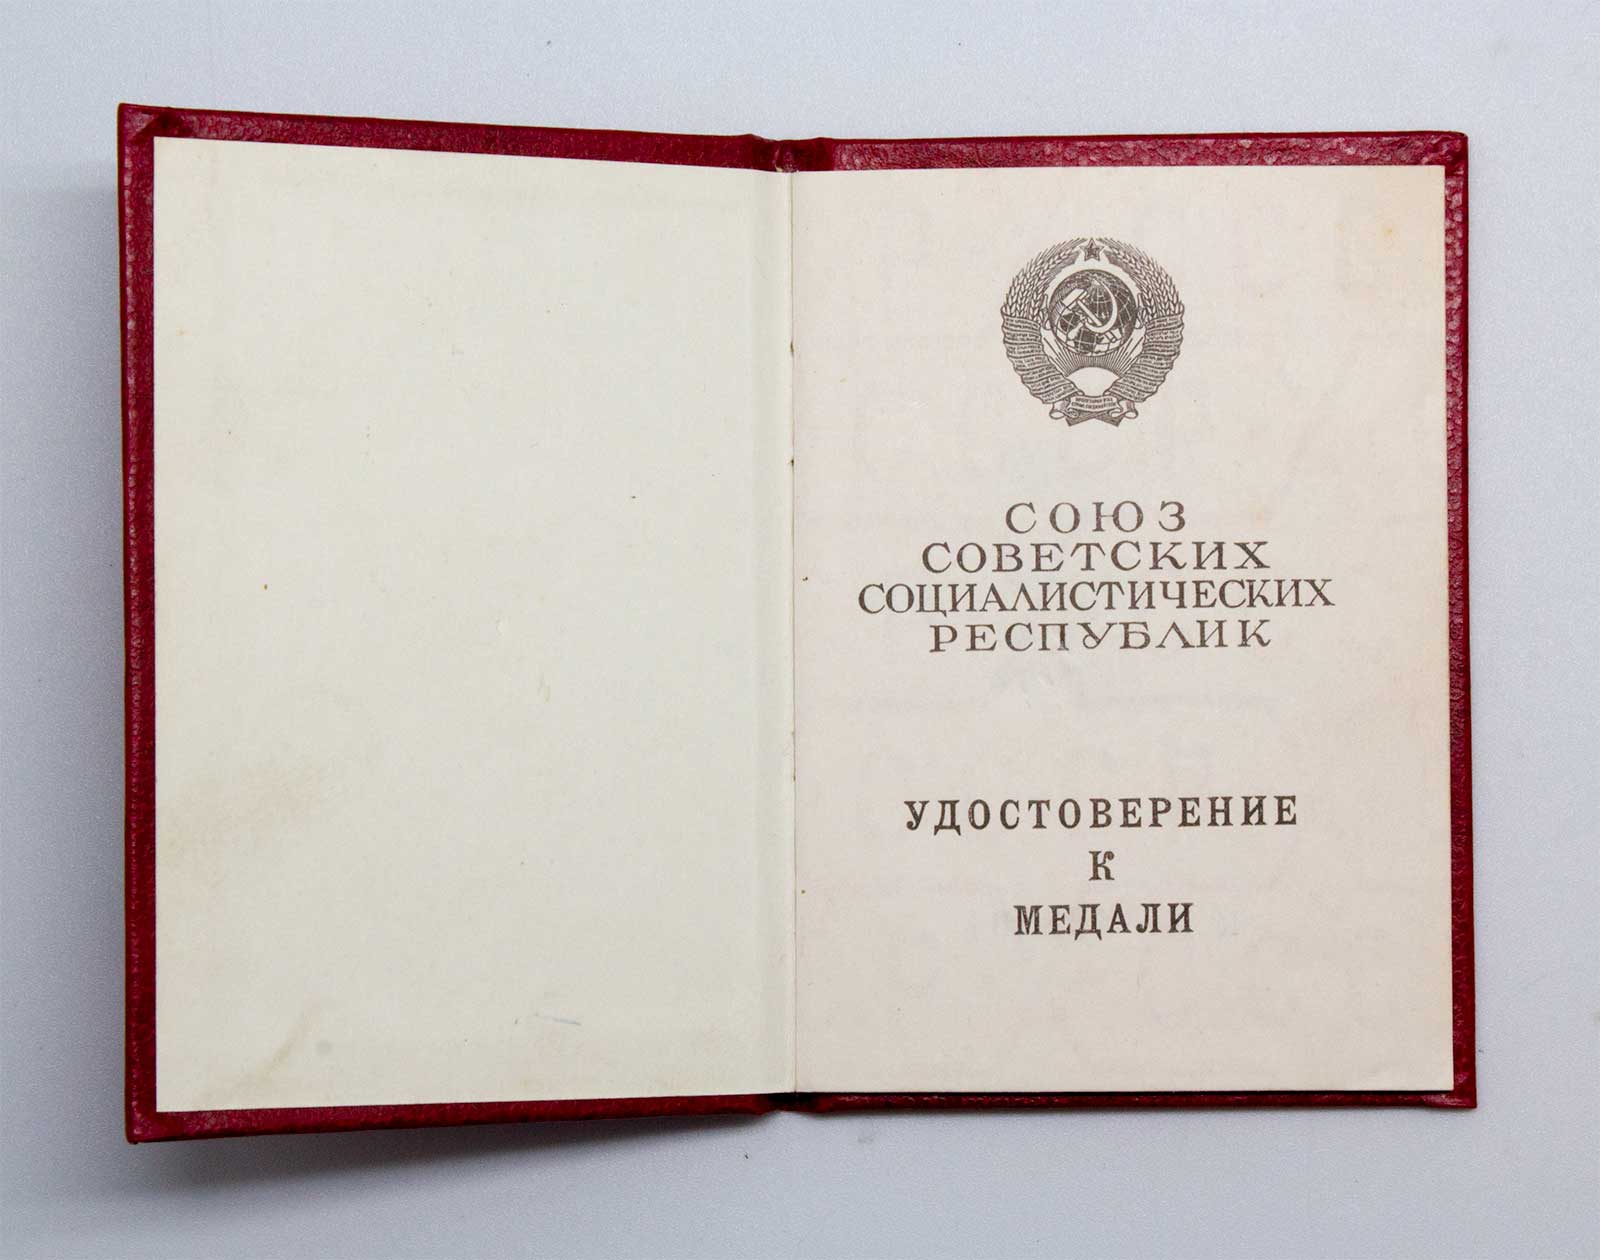 СОЮЗ
СОВЕТСКИХ
СОЦИАЛИСТИЧЕСКИХ
РЕСПУБЛИК
УДОСТОВЕРЕНИЕ
К
МЕДАЛИ